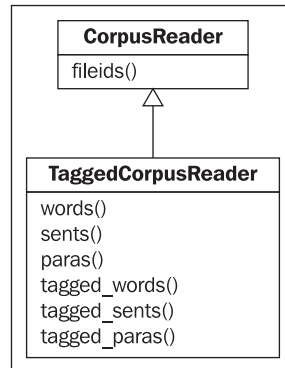 CorpusReader
fileids()
TaggedCorpusReader
words()
sents()
paras()
tagged_words()
tagged_sents()
tagged_paras()